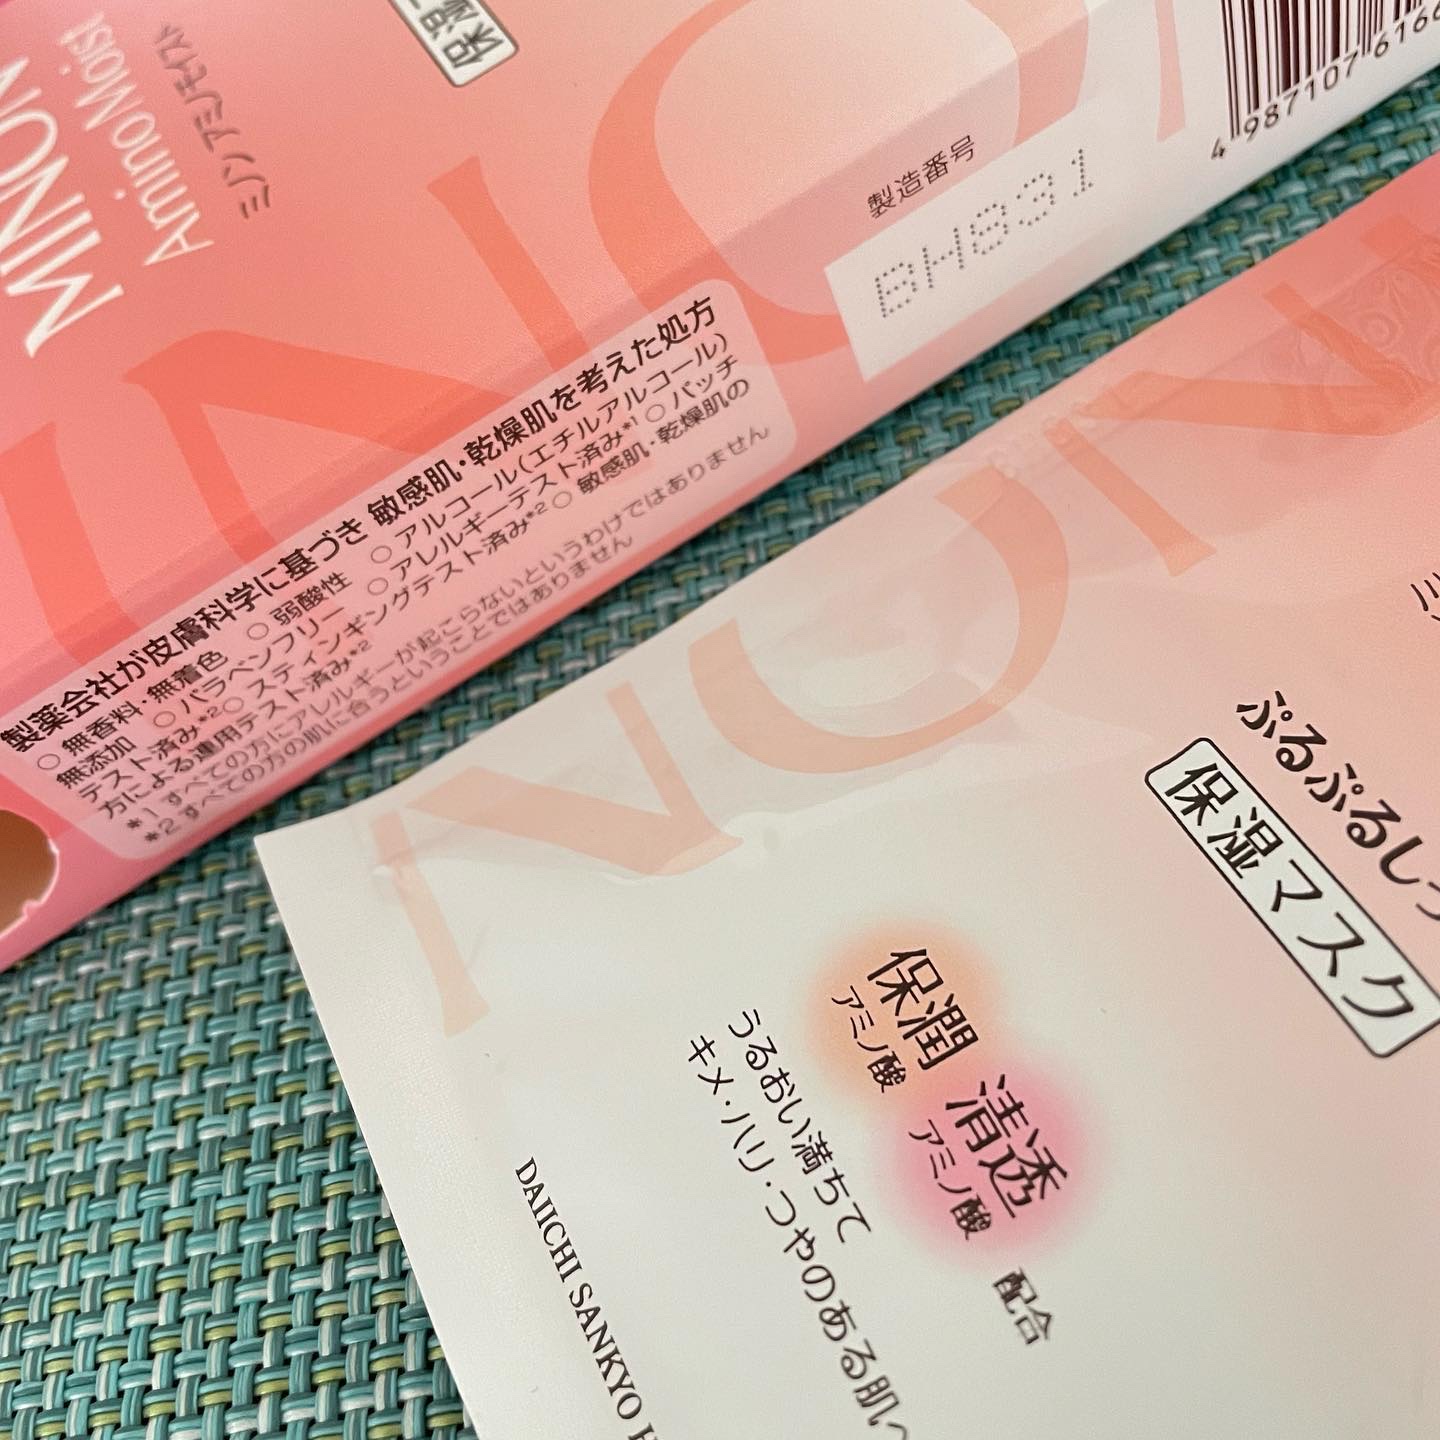 MINON
AminoMoist
ミノン アミノモイスト
保湿
製造番号
BH831
4 987107 6166
製薬会社が皮膚科学に基づき 敏感肌・乾燥肌を考えた処方
○ 無香料・無着色 ○ 弱酸性 ○ アルコール(エチルアルコール)
無添加 ○ パラベンフリー ○ アレルギーテスト済み*1 ○ パッチ
テスト済み*2○ スティンギングテスト済み*2 ○ 敏感肌・乾燥肌の
方による連用テスト済み*2
*1 すべての方にアレルギーが起こらないというわけではありません
*2 すべての方の肌に合うということではありません
NON
ぷるぷるしっ
保湿マスク
保潤
アミノ酸
清透
アミノ酸
配合
うるおい満ちて
キメ・ハリ・つやのある肌へ
DAIICHI SANKYO H